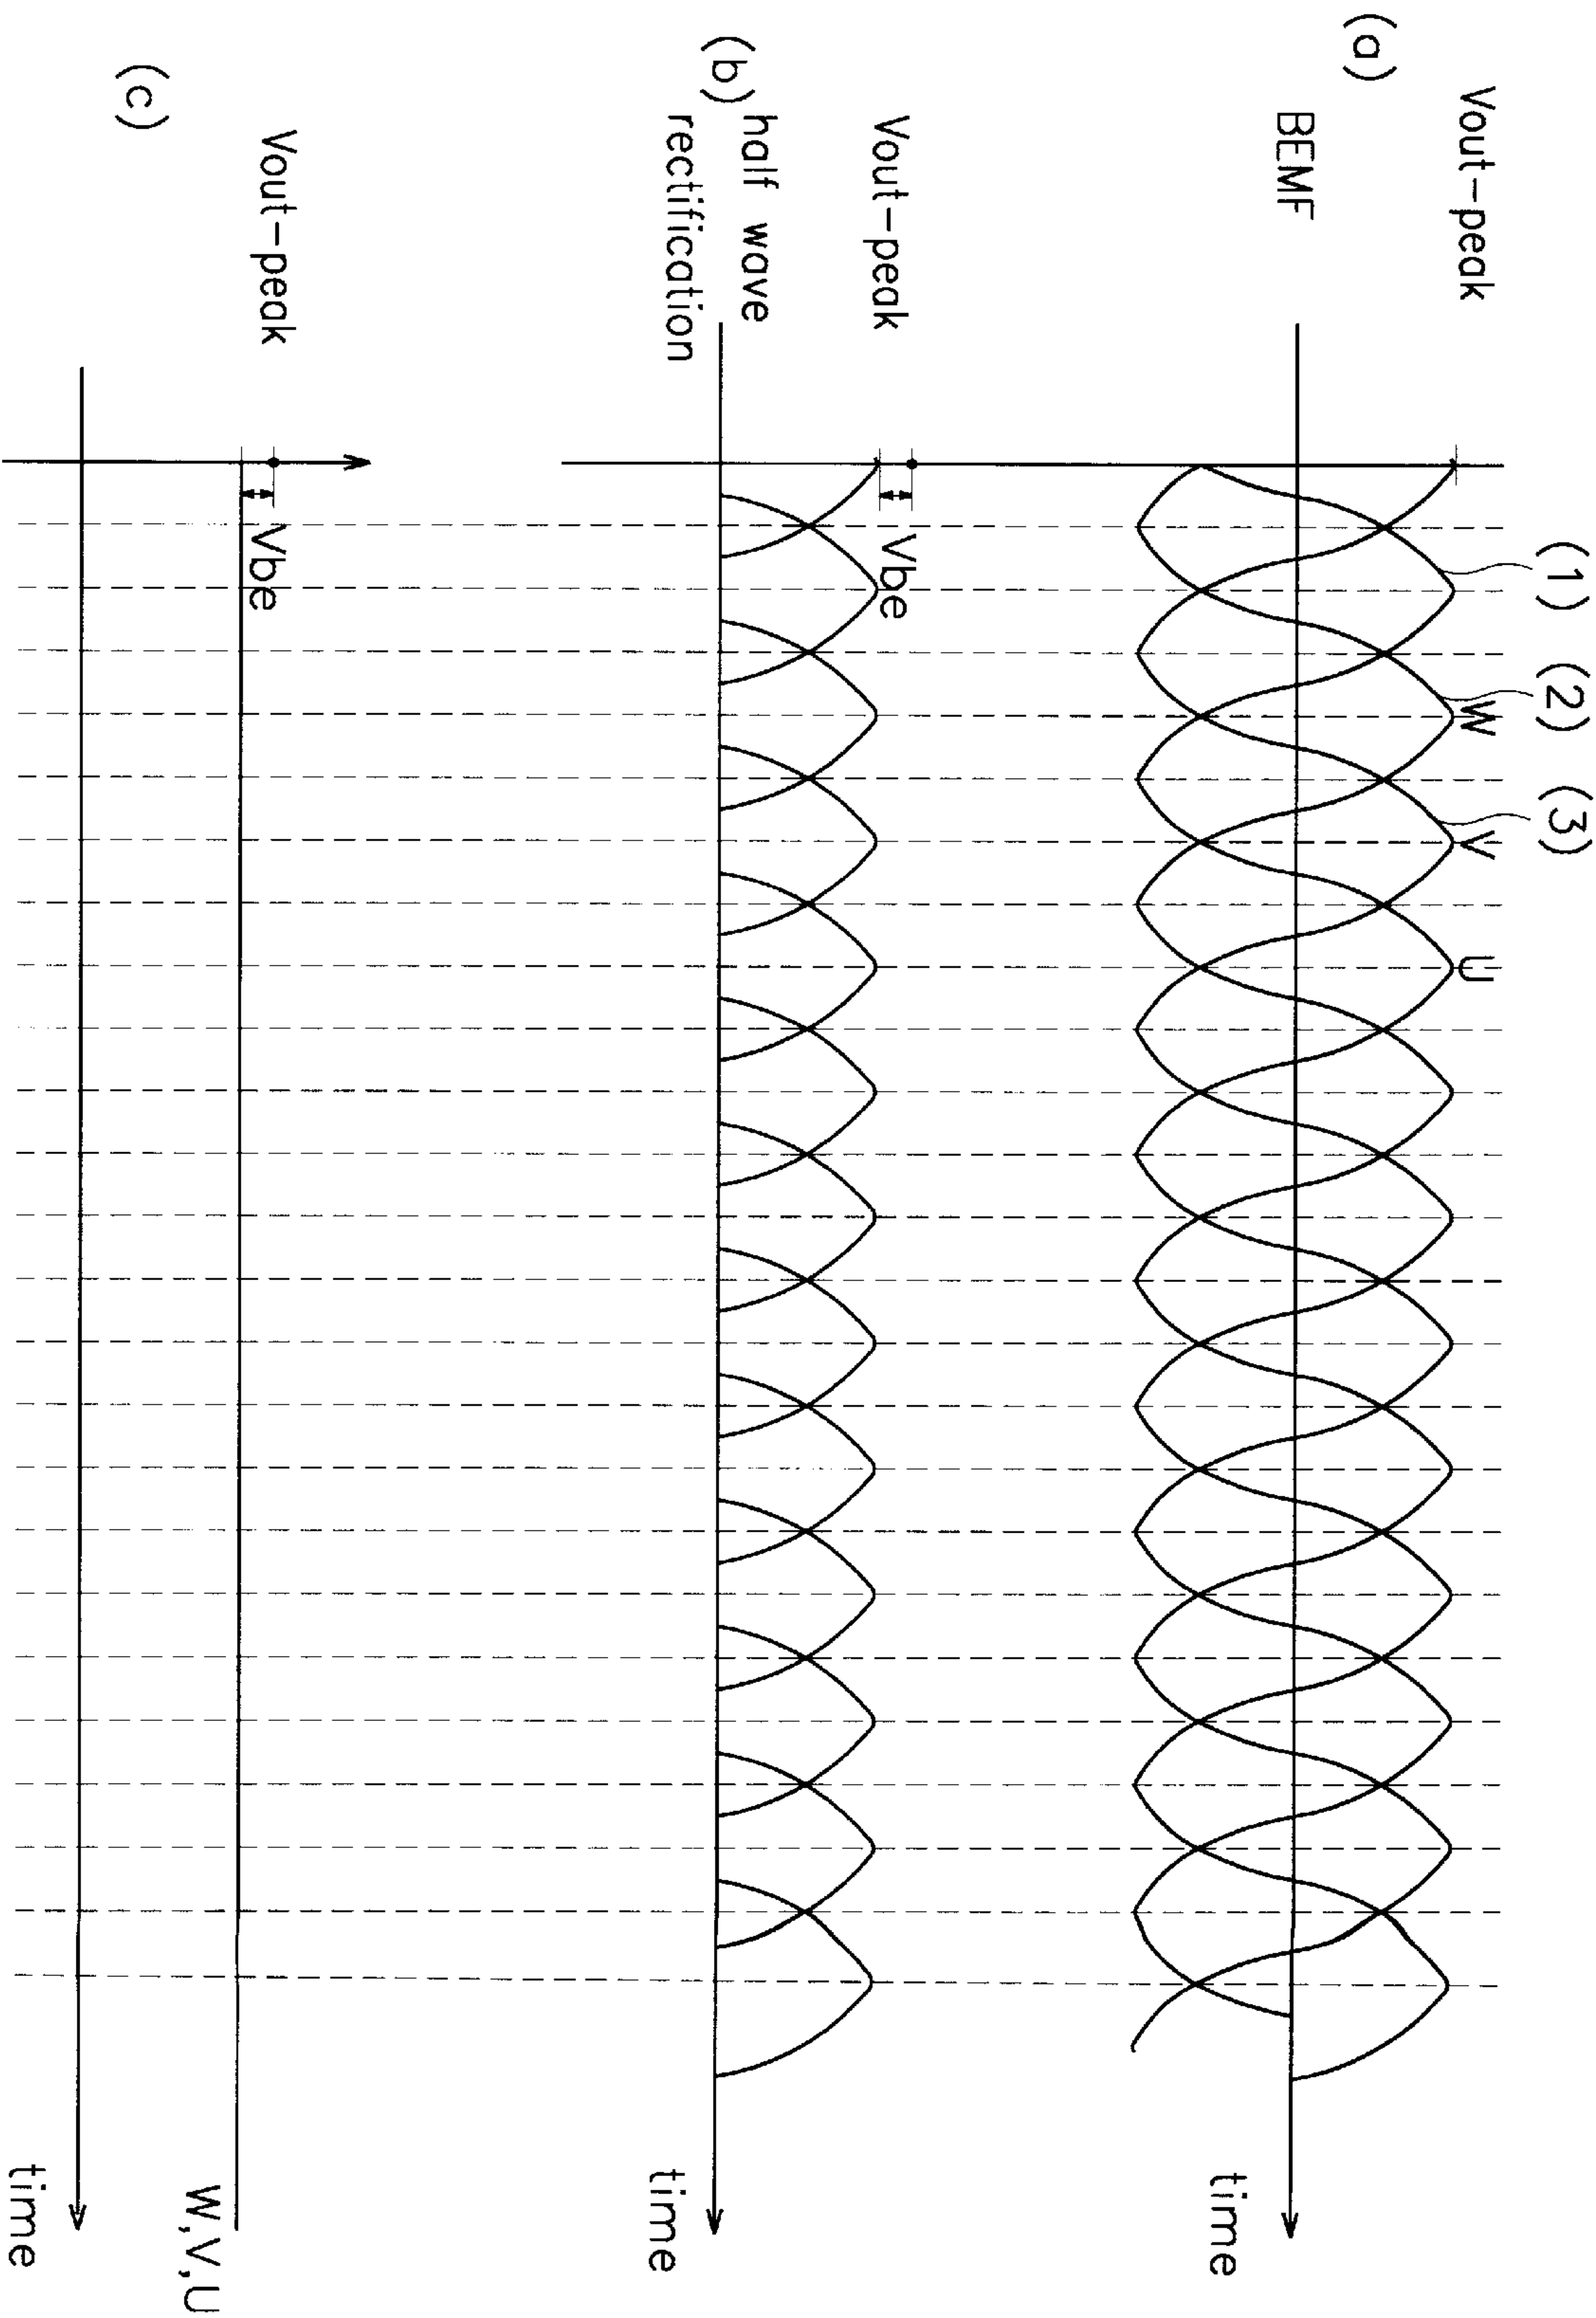 (1) (2) (3)
Vout-peak
W V U
(a)
BEMF
time
Vout-peak
Vbe
(b) half wave
rectification
time
Vout-peak
Vbe
(c)
W,V,U
time